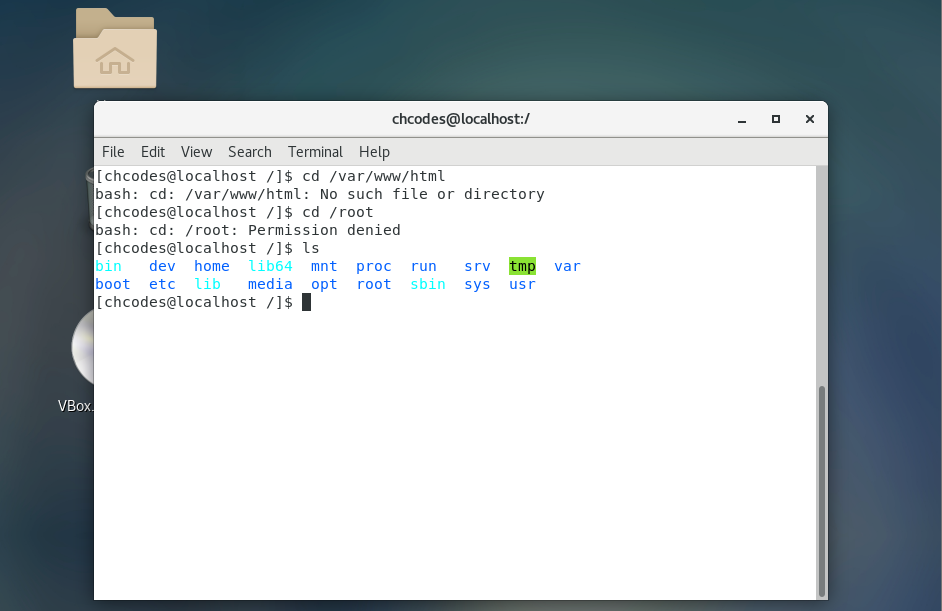 chcodes@localhost:/
File Edit View Search Terminal Help
[chcodes@localhost /]$ cd /var/www/html
bash: cd: /var/www/html: No such file or directory
[chcodes@localhost /]$ cd /root
bash: cd: /root: Permission denied
[chcodes@localhost /]$ ls
bin dev home lib64 mnt proc run srv tmp var
boot etc lib media opt root sbin sys usr
[chcodes@localhost /]$
VBox.